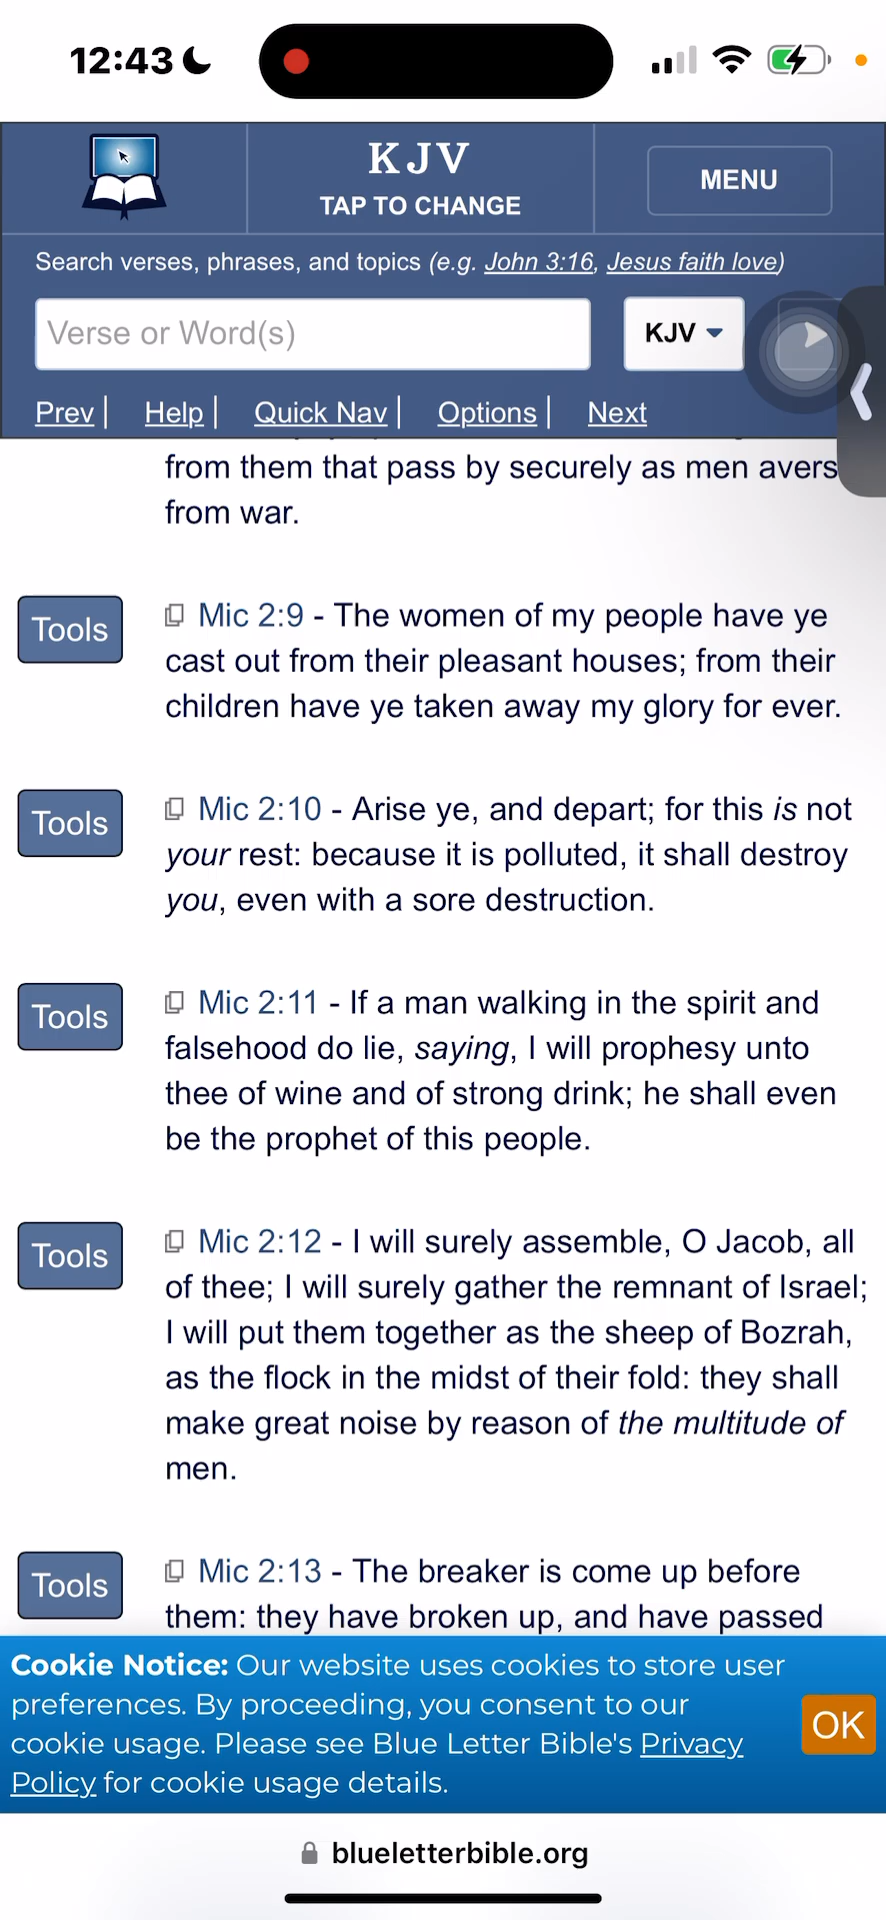 12:43
KJV
TAP TO CHANGE
MENU
Search verses, phrases, and topics (e.g. John 3:16, Jesus faith love)
Verse or Word(s)
KJV
Prev | Help | Quick Nav | Options | Next
from them that pass by securely as men avers
from war.
Tools
Mic 2:9 - The women of my people have ye
cast out from their pleasant houses; from their
children have ye taken away my glory for ever.
Tools
Mic 2:10 - Arise ye, and depart; for this is not
your rest: because it is polluted, it shall destroy
you, even with a sore destruction.
Tools
Mic 2:11 - If a man walking in the spirit and
falsehood do lie, saying, I will prophesy unto
thee of wine and of strong drink; he shall even
be the prophet of this people.
Tools
Mic 2:12 - I will surely assemble, O Jacob, all
of thee; I will surely gather the remnant of Israel;
I will put them together as the sheep of Bozrah,
as the flock in the midst of their fold: they shall
make great noise by reason of the multitude of
men.
Tools
Mic 2:13 - The breaker is come up before
them: they have broken up, and have passed
Cookie Notice: Our website uses cookies to store user
preferences. By proceeding, you consent to our
cookie usage. Please see Blue Letter Bible's Privacy
Policy for cookie usage details.
OK
blueletterbible.org